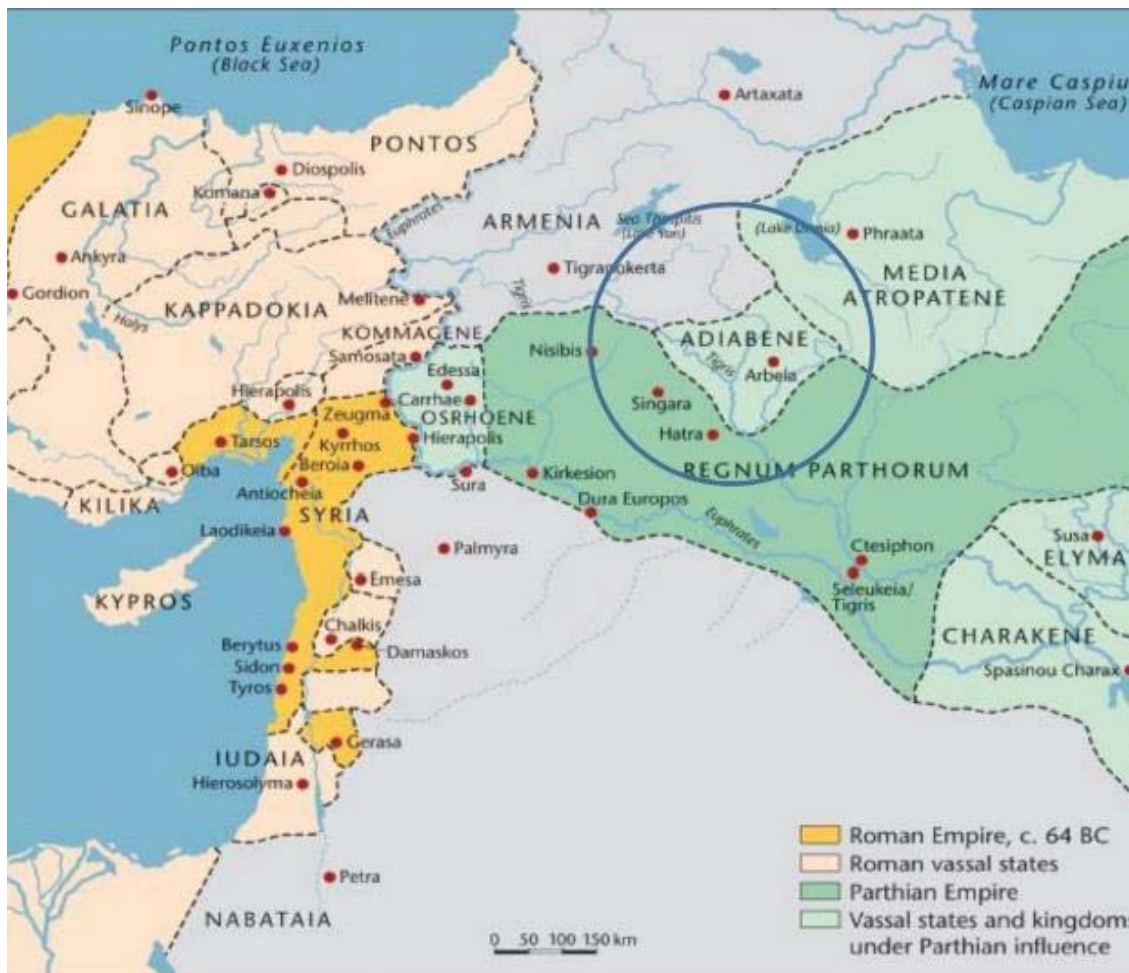 Pontos Euxenios
(Black Sea)
Mare Caspiu
(Caspian Sea)
Sinope
Artaxata
PONTOS
Diospolis
Komana
GALATIA
Euphrates
ARMENIA
Sea Thospitis
(Lake Van)
(Lake Urmia)
Phraata
Ankyra
Tigranokerta
MEDIA
ATROPATENE
Gordion
KAPPADOKIA
Melitene
Tigris
Halys
KOMMAGENE
ADIABENE
Samosata
Nisibis
Tigris
Arbela
Edessa
Hierapolis
Carrhae
Singara
Zeugma
OSRHOENE
Tarsos
Kyrrhos
Hierapolis
Hatra
Olba
Beroia
REGNUM PARTHORUM
Antiocheia
Sura
Kirkesion
KILIKA
SYRIA
Dura Europos
Laodikeia
Euphrates
Susa
Palmyra
Ctesiphon
ELYMA
KYPROS
Emesa
Seleukeia/
Tigris
Chalkis
CHARAKENE
Berytus
Damaskos
Sidon
Spasinou Charax
Tyros
Gerasa
IUDAIA
Hierosolyma
Roman Empire, c. 64 BC
Roman vassal states
Petra
Parthian Empire
NABATAIA
Vassal states and kingdoms
under Parthian influence
0 50 100 150 km